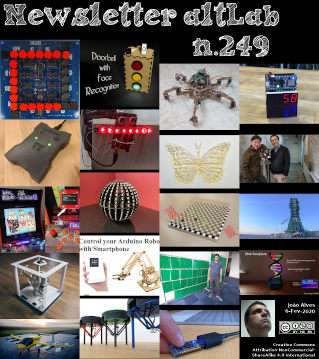 Newsletter altLab
n.249
Doorbell
with
Face
Recognition
Control your Arduino Robo
with Smartphone
João Alves
6-Fev-2020
Creative Commons
Attribution-NonCommercial-
ShareAlike 4.0 International